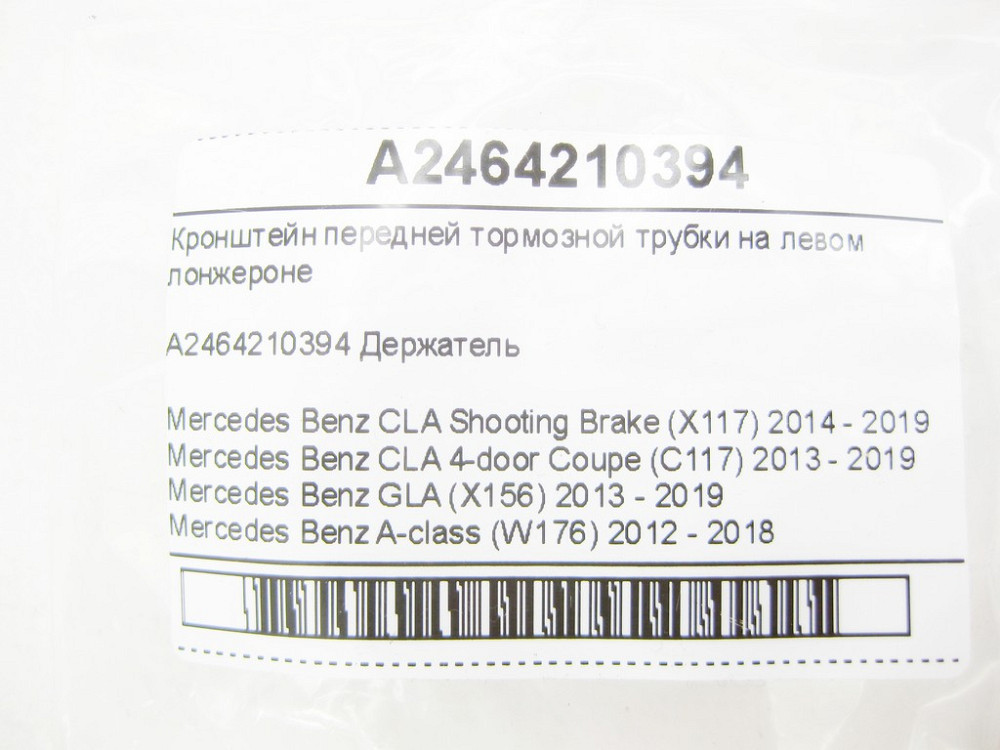 A2464210394
Кронштейн передней тормозной трубки на левом
лонжероне
A2464210394 Держатель
Mercedes Benz CLA Shooting Brake (X117) 2014 - 2019
Mercedes Benz CLA 4-door Coupe (C117) 2013 - 2019
Mercedes Benz GLA (X156) 2013 - 2019
Mercedes Benz A-class (W176) 2012 - 2018